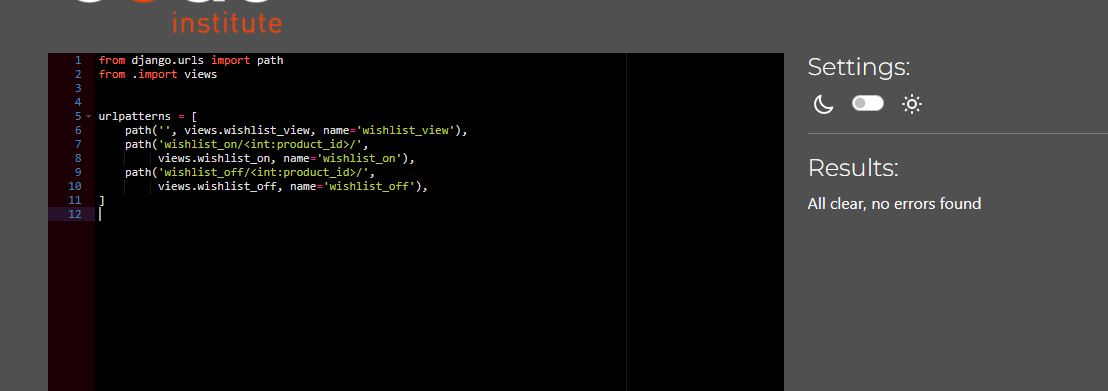 institute
1 from django.urls import path
2 from .import views
3
4
5 urlpatterns = [
6     path('', views.wishlist_view, name='wishlist_view'),
7     path('wishlist_on/<int:product_id>/',
8          views.wishlist_on, name='wishlist_on'),
9     path('wishlist_off/<int:product_id>/',
10          views.wishlist_off, name='wishlist_off'),
11 ]
12
Settings:
Results:
All clear, no errors found